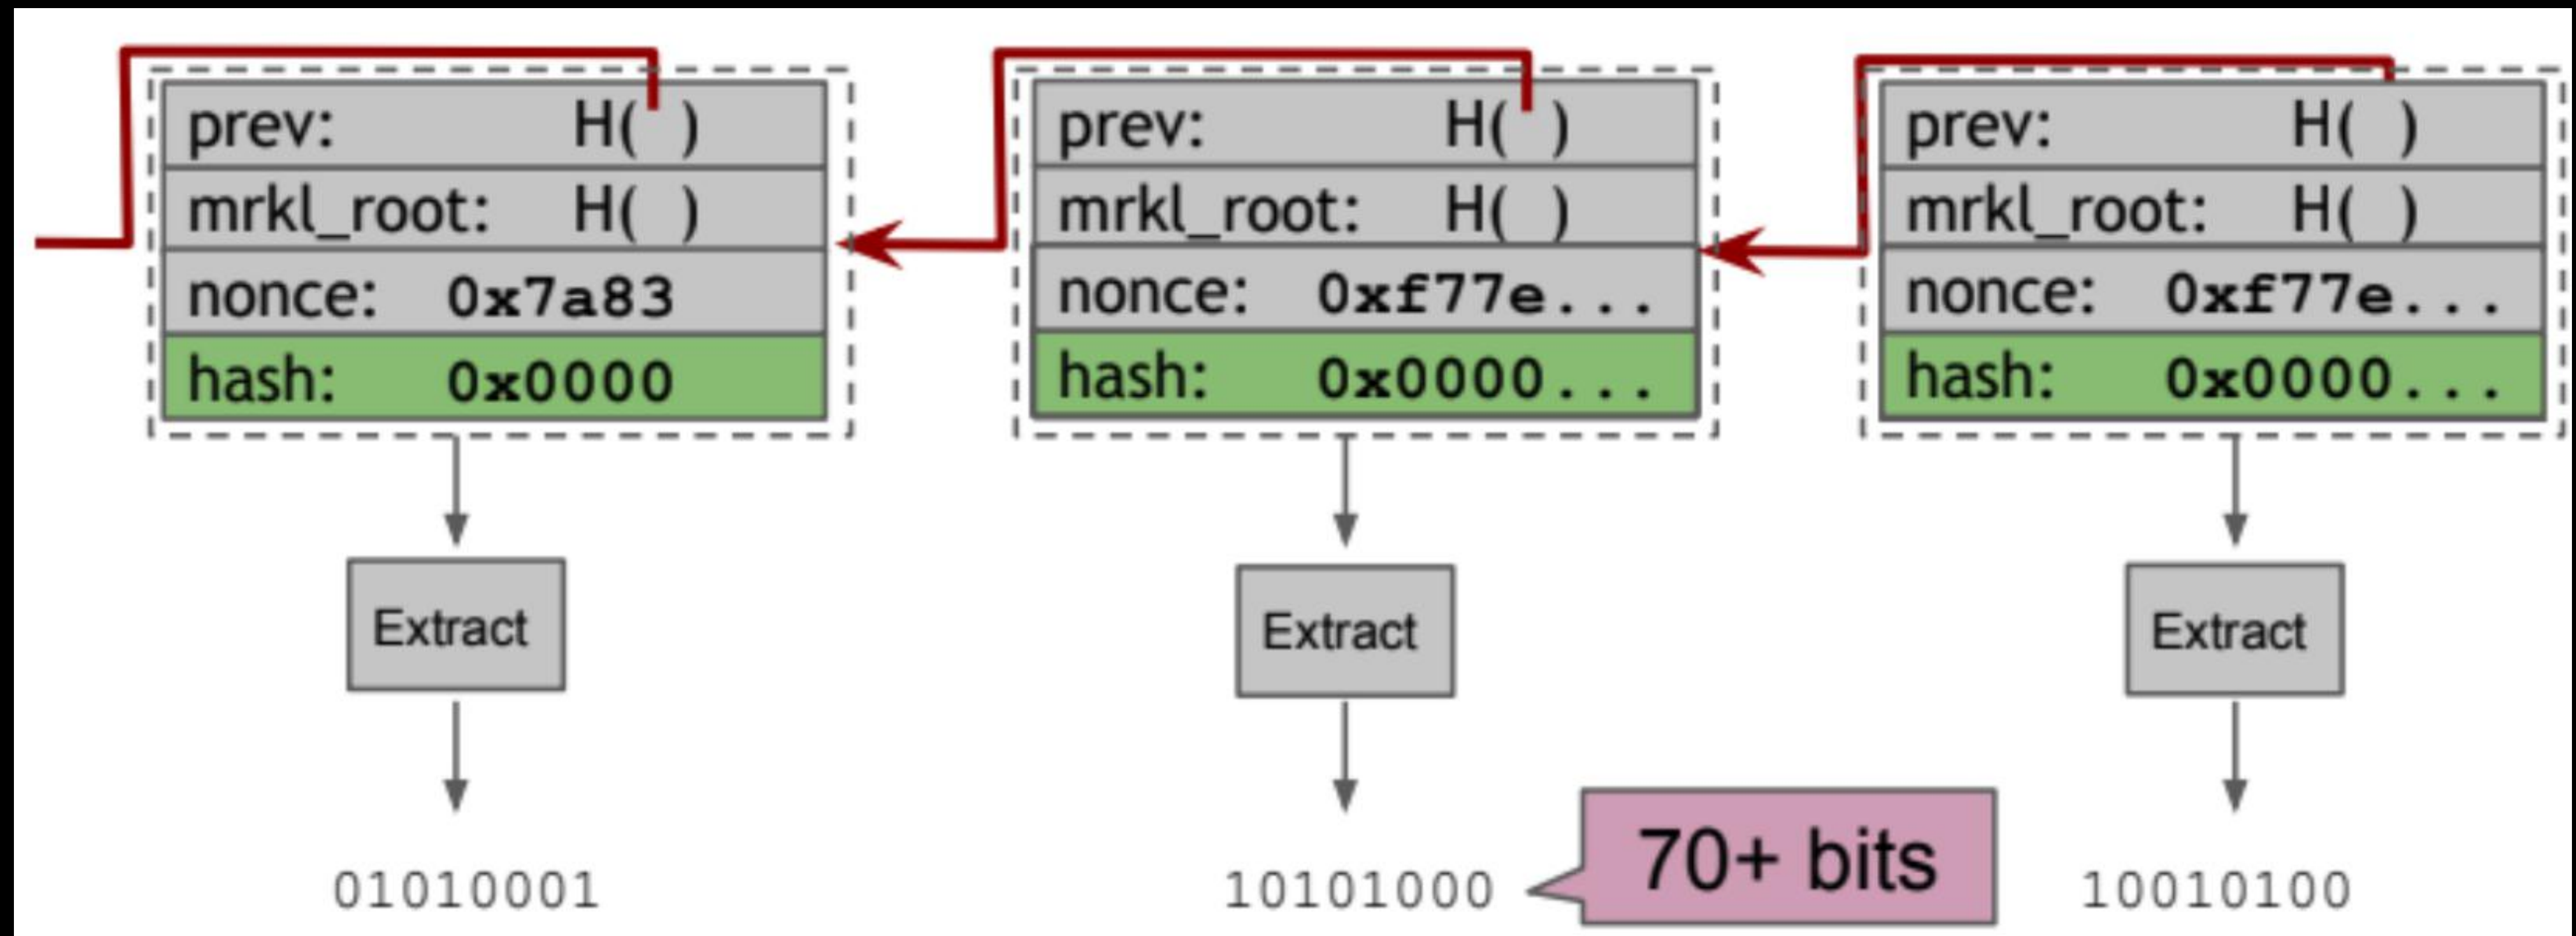 prev: H( )
mrkl_root: H( )
nonce: 0x7a83
hash: 0x0000
prev: H( )
mrkl_root: H( )
nonce: 0xf77e...
hash: 0x0000...
prev: H( )
mrkl_root: H( )
nonce: 0xf77e...
hash: 0x0000...
Extract
Extract
Extract
01010001
10101000
70+ bits
10010100